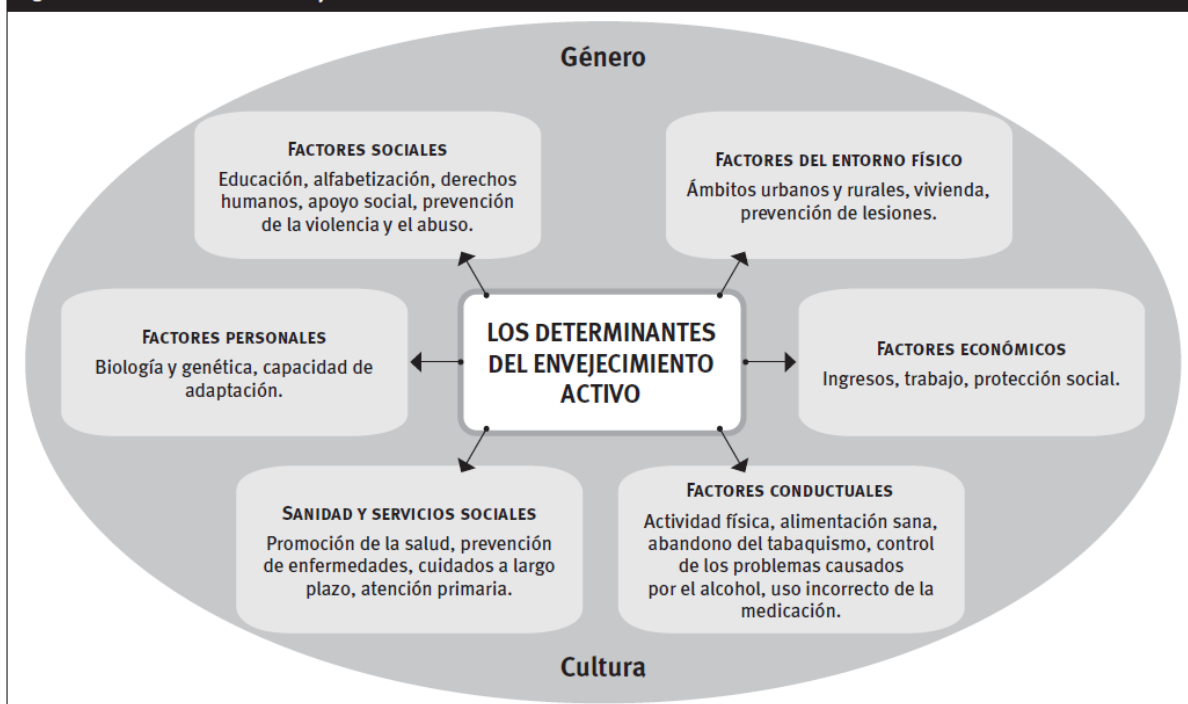 Género
FACTORES SOCIALES
Educación, alfabetización, derechos
humanos, apoyo social, prevención
de la violencia y el abuso.
FACTORES DEL ENTORNO FÍSICO
Ámbitos urbanos y rurales, vivienda,
prevención de lesiones.
FACTORES PERSONALES
Biología y genética, capacidad de
adaptación.
LOS DETERMINANTES
DEL ENVEJECIMIENTO
ACTIVO
FACTORES ECONÓMICOS
Ingresos, trabajo, protección social.
SANIDAD Y SERVICIOS SOCIALES
Promoción de la salud, prevención
de enfermedades, cuidados a largo
plazo, atención primaria.
FACTORES CONDUCTUALES
Actividad física, alimentación sana,
abandono del tabaquismo, control
de los problemas causados
por el alcohol, uso incorrecto de la
medicación.
Cultura